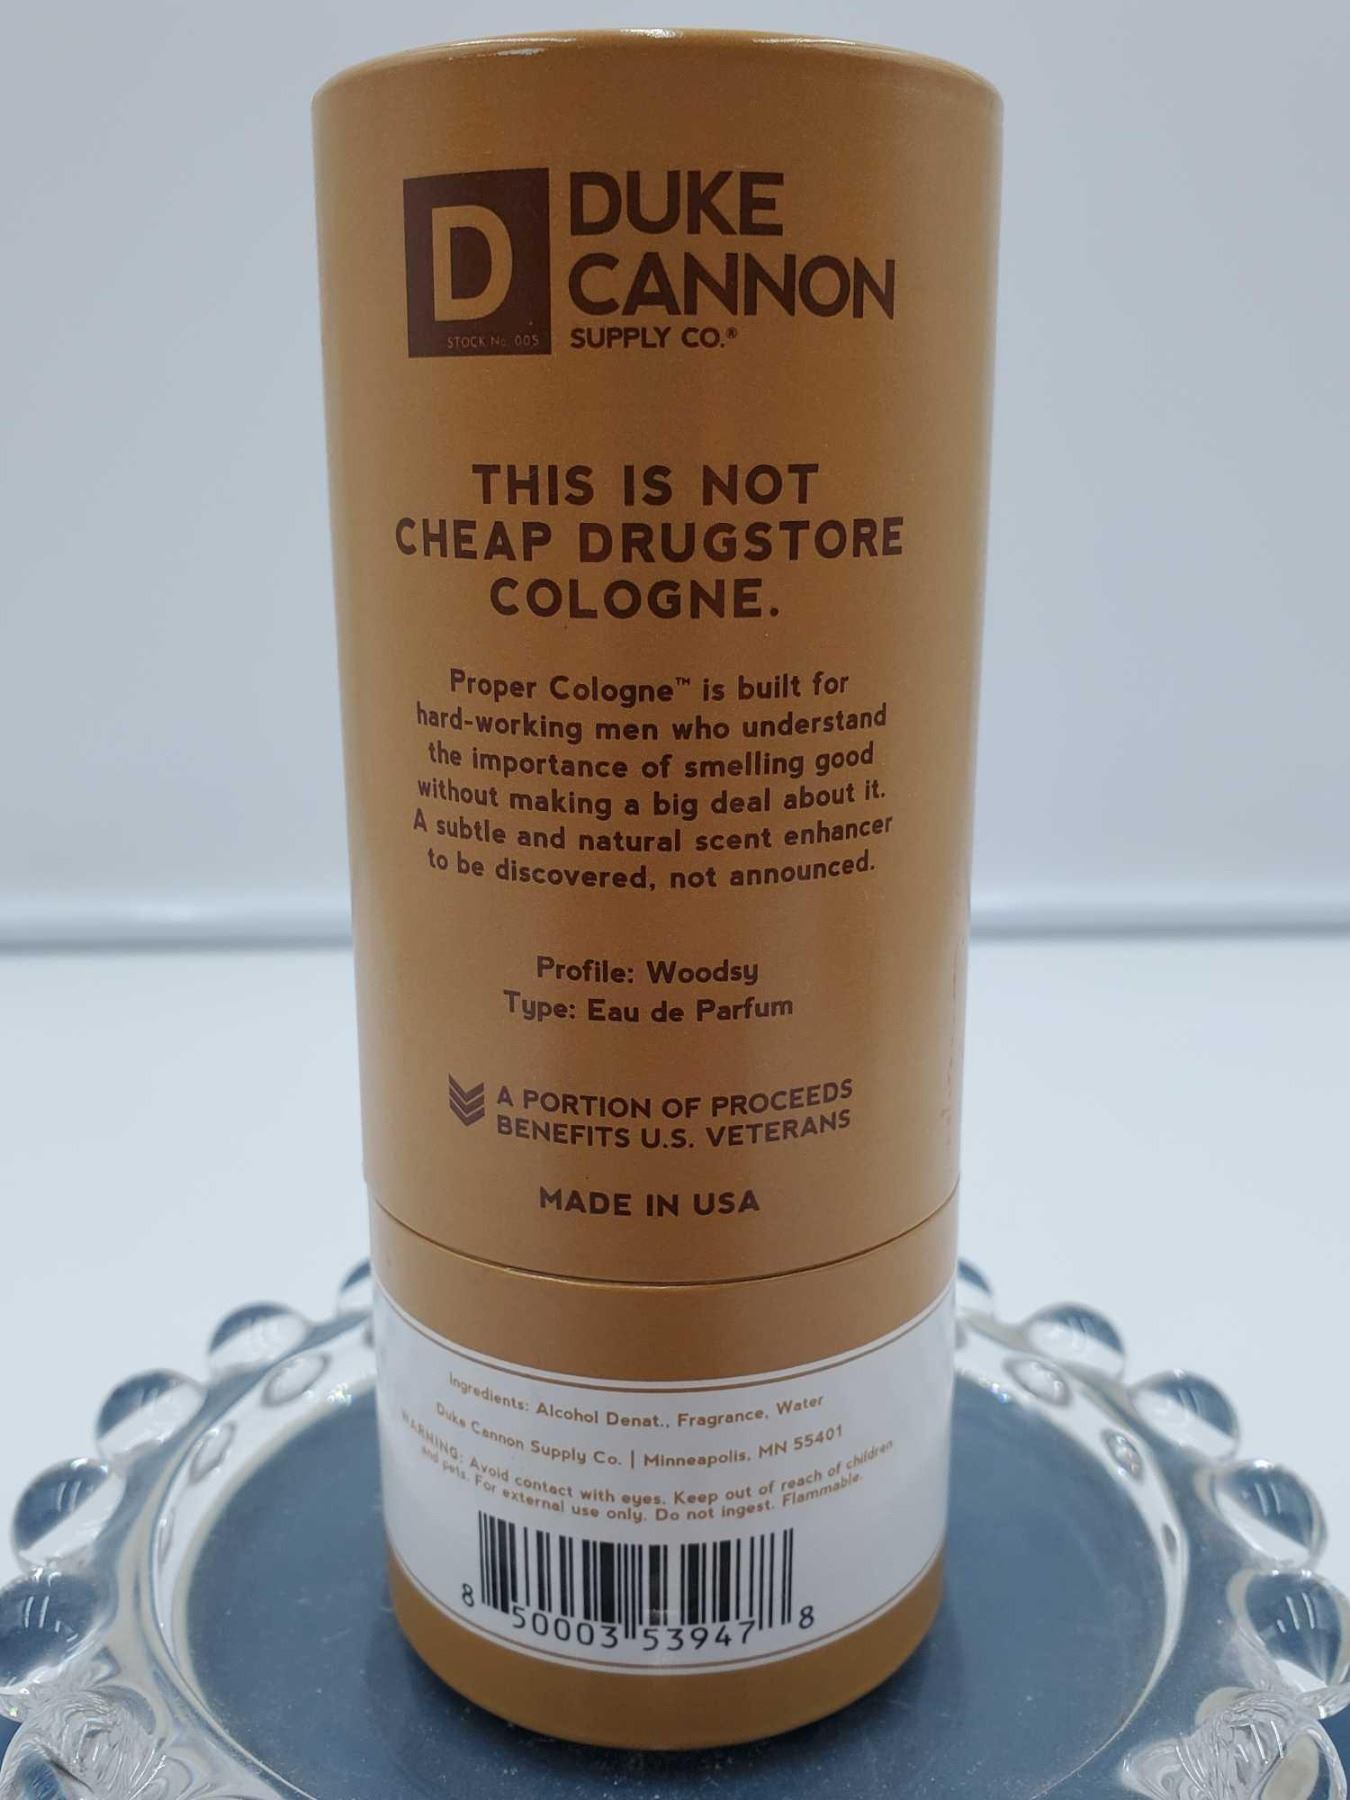 D
STOCK No. 005
DUKE
CANNON
SUPPLY CO.®
THIS IS NOT
CHEAP DRUGSTORE
COLOGNE.
Proper Cologne™ is built for
hard-working men who understand
the importance of smelling good
without making a big deal about it.
A subtle and natural scent enhancer
to be discovered, not announced.
Profile: Woodsy
Type: Eau de Parfum
A PORTION OF PROCEEDS
BENEFITS U.S. VETERANS
MADE IN USA
Ingredients: Alcohol Denat., Fragrance, Water
Duke Cannon Supply Co. | Minneapolis, MN 55401
WARNING: Avoid contact with eyes. Keep out of reach of children
and pets. For external use only. Do not ingest. Flammable.
8 50003 53947 8